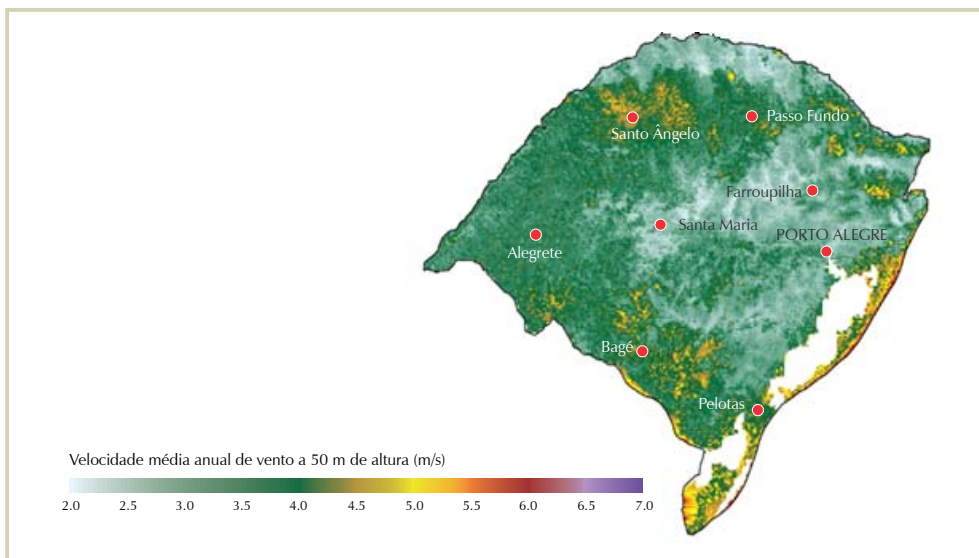 Passo Fundo
Santo Ângelo
Farroupilha
Santa Maria
PORTO ALEGRE
Alegrete
Bagé
Pelotas
Velocidade média anual de vento a 50 m de altura (m/s)
2.0 2.5 3.0 3.5 4.0 4.5 5.0 5.5 6.0 6.5 7.0